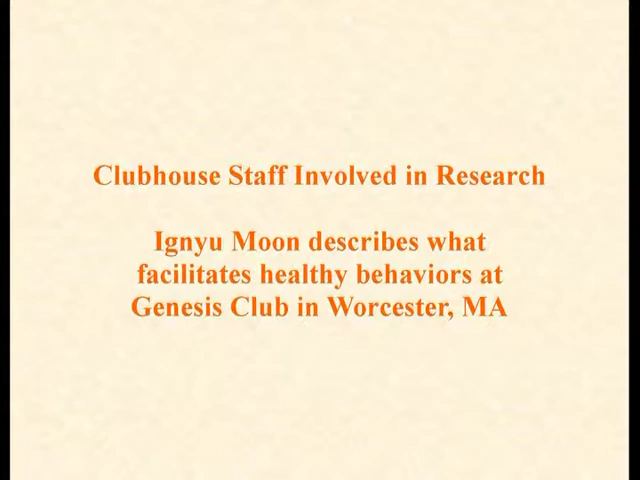 Clubhouse Staff Involved in Research
Ignyu Moon describes what
facilitates healthy behaviors at
Genesis Club in Worcester, MA